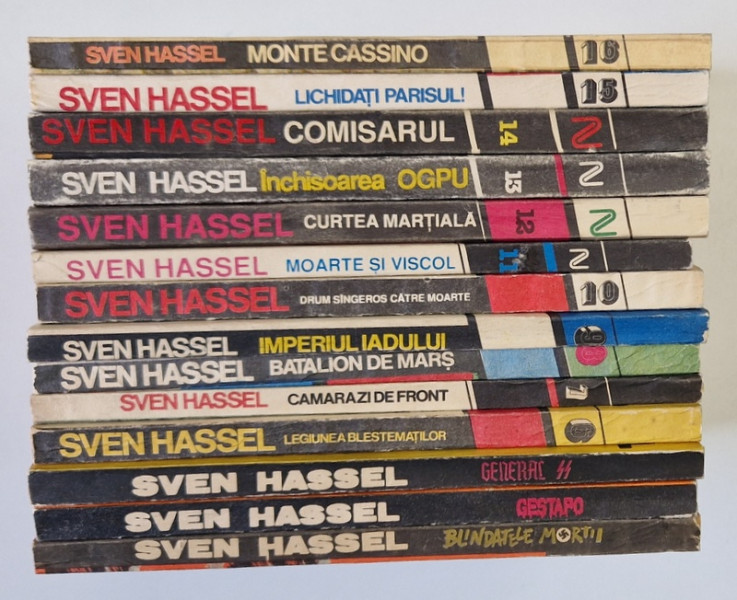 SVEN HASSEL MONTE CASSINO 16
SVEN HASSEL LICHIDAȚI PARISUL! 15
SVEN HASSEL COMISARUL 14 N
SVEN HASSEL Închisoarea OGPU 13 N
SVEN HASSEL CURTEA MARȚIALĂ 12 N
SVEN HASSEL MOARTE ȘI VISCOL 11 N
SVEN HASSEL DRUM SÎNGEROS CĂTRE MOARTE 10
SVEN HASSEL IMPERIUL IADULUI 9
SVEN HASSEL BATALION DE MARȘ 8
SVEN HASSEL CAMARAZI DE FRONT 7
SVEN HASSEL LEGIUNEA BLESTEMAȚILOR 6
SVEN HASSEL GENERAL SS
SVEN HASSEL GESTAPO
SVEN HASSEL BLINDATELE MORȚII